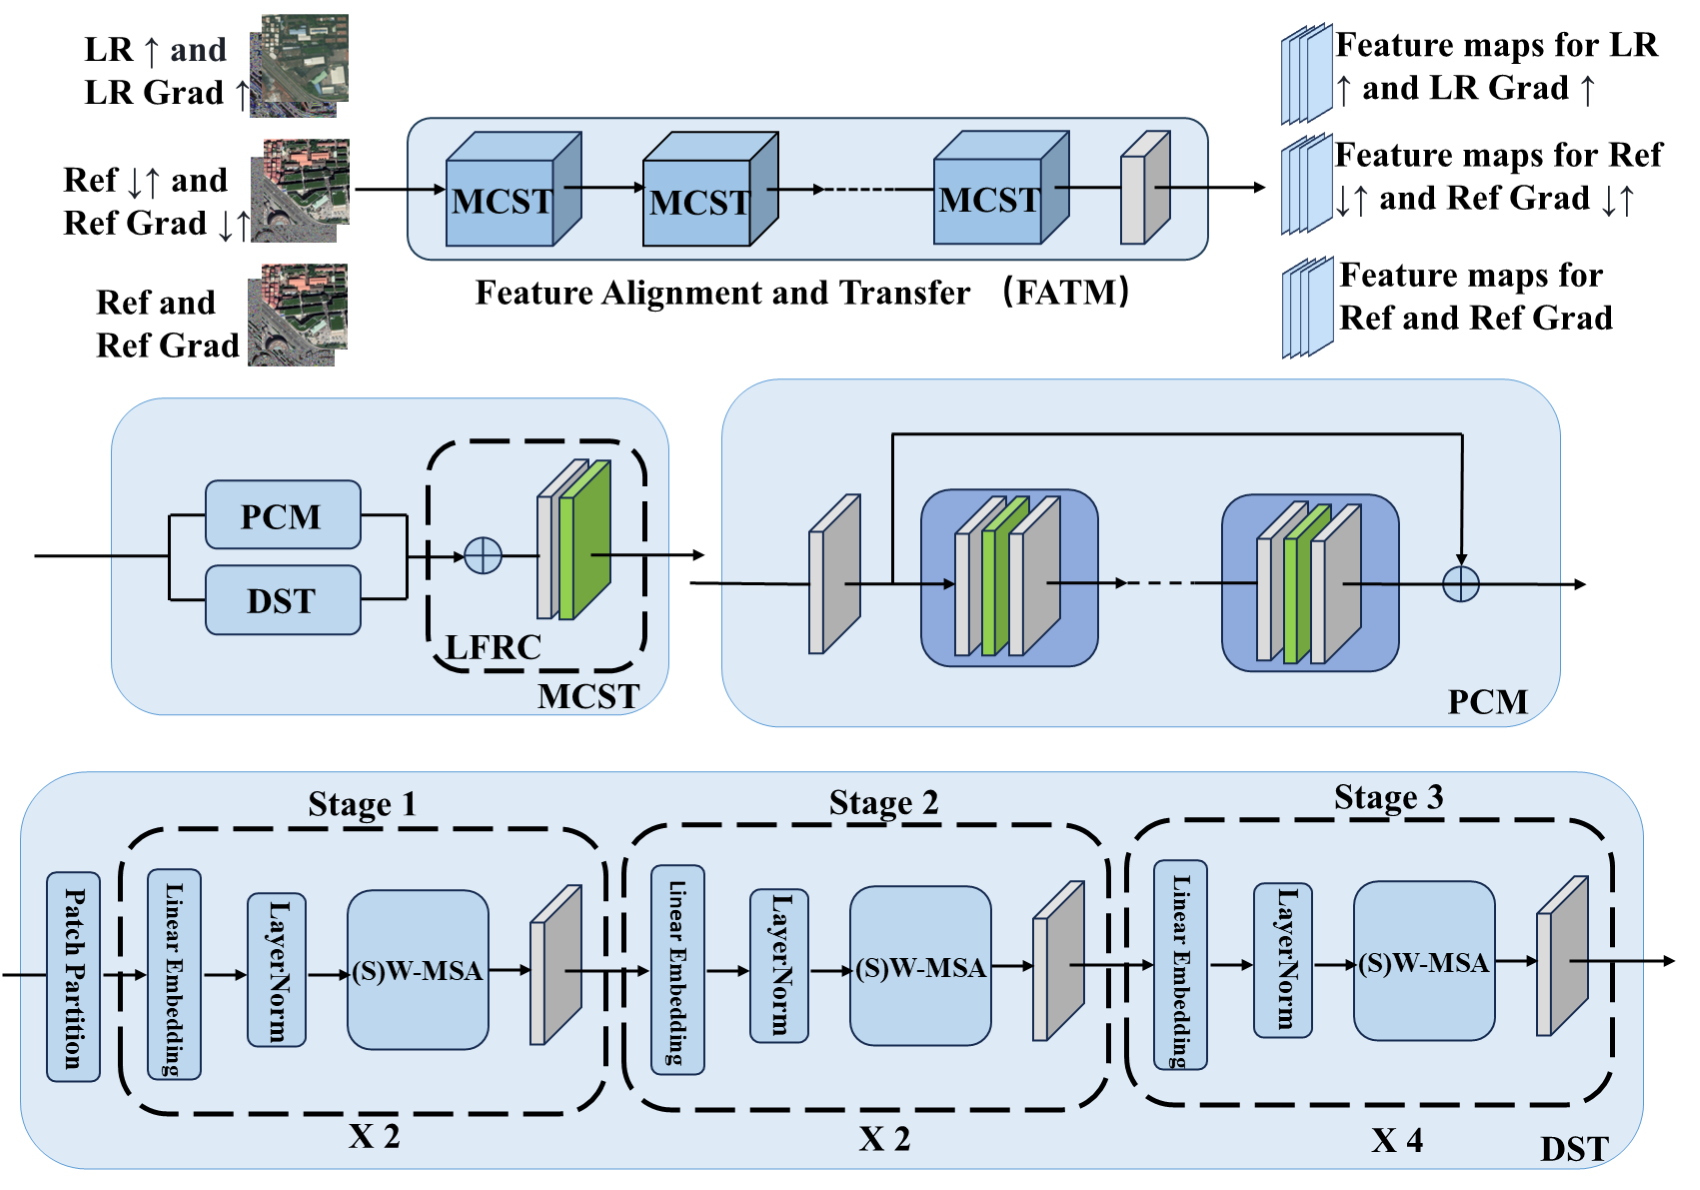 LR ↑ and
LR Grad ↑
Ref ↓↑ and
Ref Grad ↓↑
Ref and
Ref Grad
MCST
MCST
MCST
Feature Alignment and Transfer （FATM）
Feature maps for LR
↑ and LR Grad ↑
Feature maps for Ref
↓↑ and Ref Grad ↓↑
Feature maps for
Ref and Ref Grad
PCM
DST
LFRC
MCST
PCM
Stage 1
Stage 2
Stage 3
Patch Partition
Linear Embedding
LayerNorm
(S)W-MSA
Linear Embedding
LayerNorm
(S)W-MSA
Linear Embedding
LayerNorm
(S)W-MSA
X 2
X 2
X 4
DST